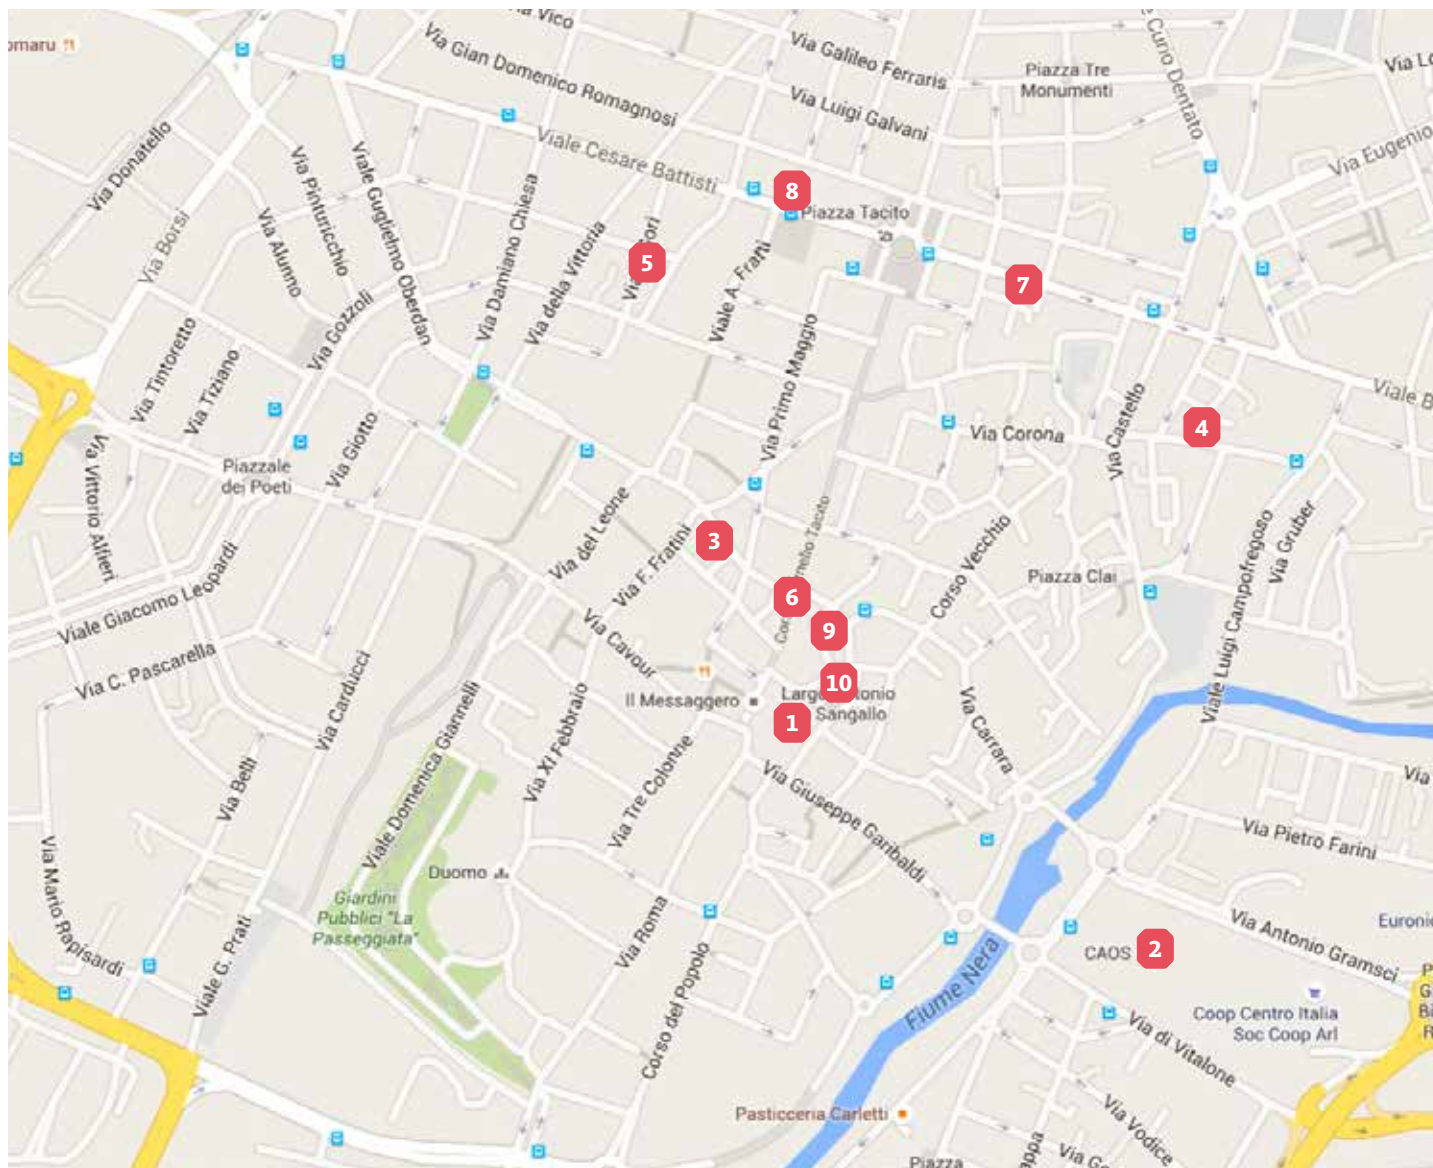 Vico
omaru
Via Gian Domenico Romagnosi
Via Galileo Ferraris
Piazza Tre
Monumenti
Curio Dentato
Via Luigi Galvani
Via Eugenio
Via Donatello
Viale Cesare Battisti
8
Piazza Tacito
Via Pinturicchio
Viale Guglielmo Oberdan
Via Damiano Chiesa
Via della Vittoria
5
Viale A. Fratti
7
Via Borsi
Via Alunno
Via Gozzoli
Via Tintoretto
Via Tiziano
Via Giotto
Via Primo Maggio
Via Corona
Via Castello
4
Viale B
Via Vittorio Alfieri
Piazzale
dei Poeti
Via del Leone
Via F. Fratini
3
Corso Vecchio
Piazza Clai
Viale Luigi Campofregoso
Via Gruber
Viale Giacomo Leopardi
Via Cavour
6
9
Via C. Pascarella
Via Carducci
10
Il Messaggero
Sangallo
1
Viale Domenica Giannelli
Via XI Febbraio
Via Tre Colonne
Via Carrara
Via Giuseppe Garibaldi
Via
Via Belli
Via Pietro Farini
Duomo
Giardini
Pubblici "La
Passeggiata"
Via Mario Rapisardi
Viale G. Prati
Via Roma
Corso del Popolo
Fiume Nera
CAOS
2
Via Antonio Gramsci
Euronic
Coop Centro Italia
Soc Coop Arl
Via di Vitalone
Pasticceria Carletti
Via Vodice
Piazza